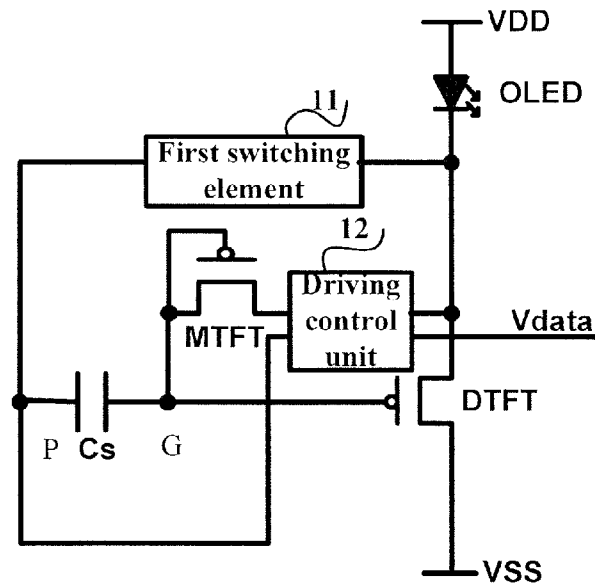 VDD
OLED
11
First switching
element
12
Driving
control
unit
MTFT
Vdata
DTFT
P
Cs
G
VSS